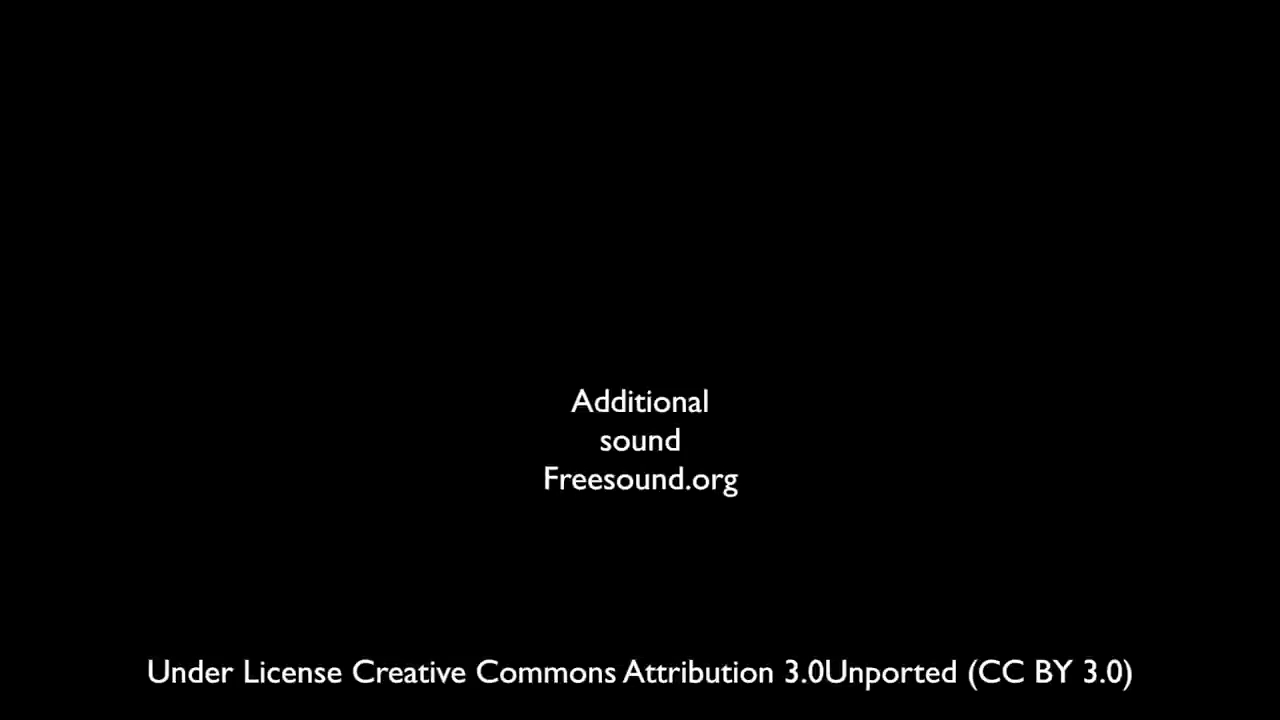 Additional
sound
Freesound.org
Under License Creative Commons Attribution 3.0Unported (CC BY 3.0)